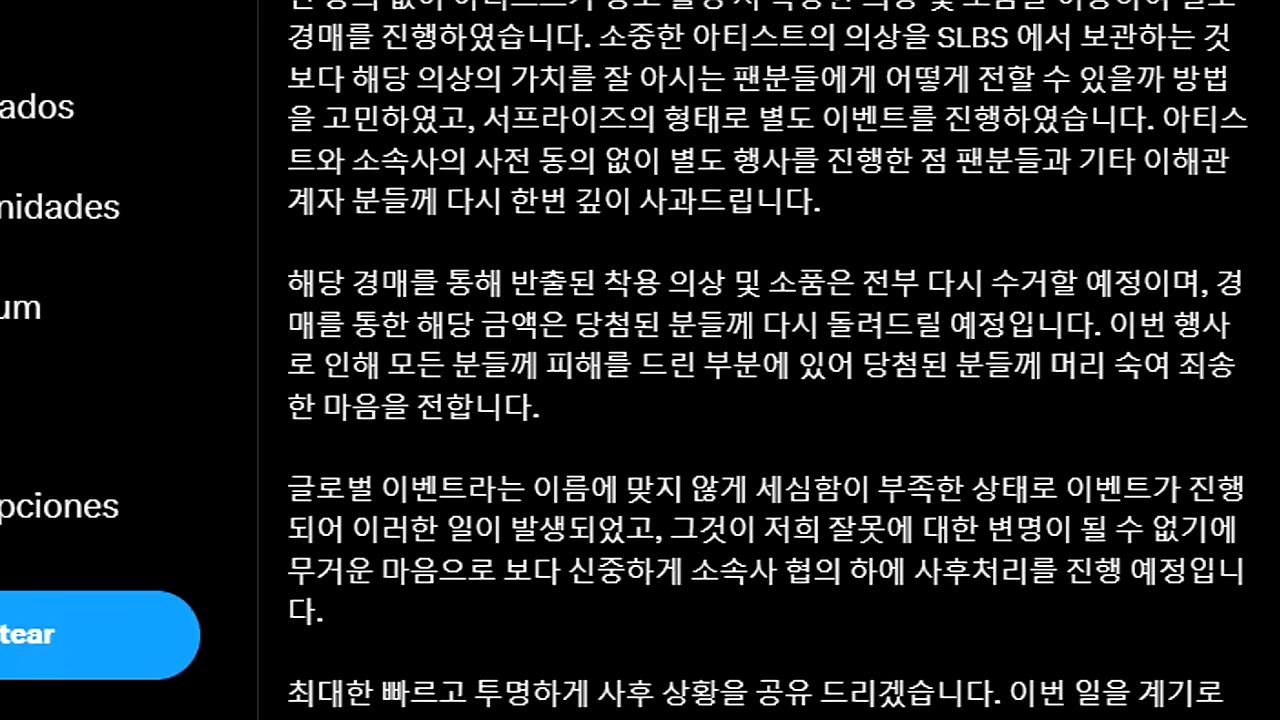 경매를 진행하였습니다. 소중한 아티스트의 의상을 SLBS 에서 보관하는 것
보다 해당 의상의 가치를 잘 아시는 팬분들에게 어떻게 전할 수 있을까 방법
을 고민하였고, 서프라이즈의 형태로 별도 이벤트를 진행하였습니다. 아티스
트와 소속사의 사전 동의 없이 별도 행사를 진행한 점 팬분들과 기타 이해관
계자 분들께 다시 한번 깊이 사과드립니다.
해당 경매를 통해 반출된 착용 의상 및 소품은 전부 다시 수거할 예정이며, 경
매를 통한 해당 금액은 당첨된 분들께 다시 돌려드릴 예정입니다. 이번 행사
로 인해 모든 분들께 피해를 드린 부분에 있어 당첨된 분들께 머리 숙여 죄송
한 마음을 전합니다.
글로벌 이벤트라는 이름에 맞지 않게 세심함이 부족한 상태로 이벤트가 진행
되어 이러한 일이 발생되었고, 그것이 저희 잘못에 대한 변명이 될 수 없기에
무거운 마음으로 보다 신중하게 소속사 협의 하에 사후처리를 진행 예정입니
다.
최대한 빠르고 투명하게 사후 상황을 공유 드리겠습니다. 이번 일을 계기로
ados
nidades
um
pciones
tear